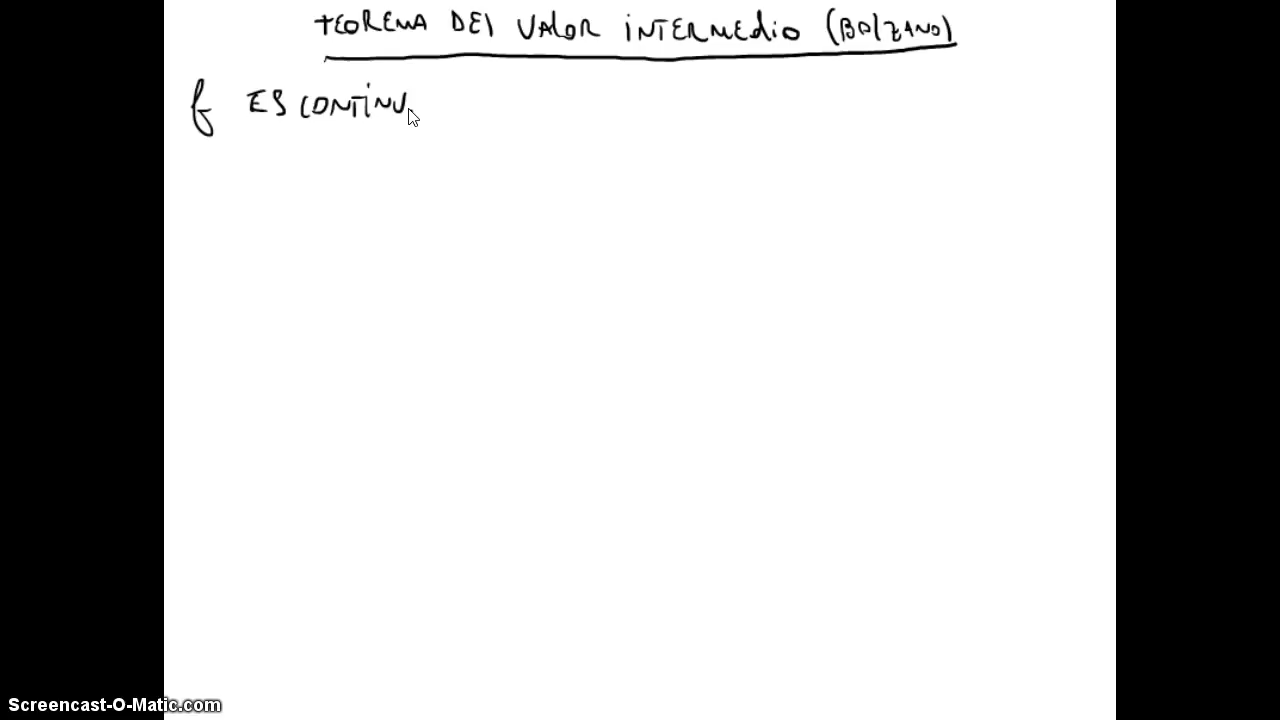 TEOREMA DEl VAlOR iNTERMEdio (BOlZANO)
f ES CONTiNU
Screencast-O-Matic.com